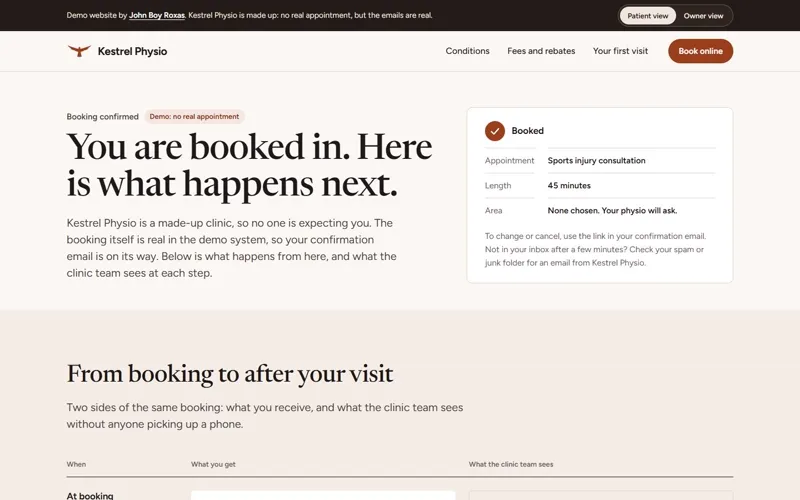 Demo website by John Boy Roxas. Kestrel Physio is made up: no real appointment, but the emails are real.
Patient view
Owner view
Kestrel Physio
Conditions
Fees and rebates
Your first visit
Book online
Booking confirmed
Demo: no real appointment
You are booked in. Here
is what happens next.
Kestrel Physio is a made-up clinic, so no one is expecting you. The
booking itself is real in the demo system, so your confirmation
email is on its way. Below is what happens from here, and what the
clinic team sees at each step.
Booked
Appointment Sports injury consultation
Length 45 minutes
Area None chosen. Your physio will ask.
To change or cancel, use the link in your confirmation email.
Not in your inbox after a few minutes? Check your spam or
junk folder for an email from Kestrel Physio.
From booking to after your visit
Two sides of the same booking: what you receive, and what the clinic team sees
without anyone picking up a phone.
When
What you get
What the clinic team sees
At booking